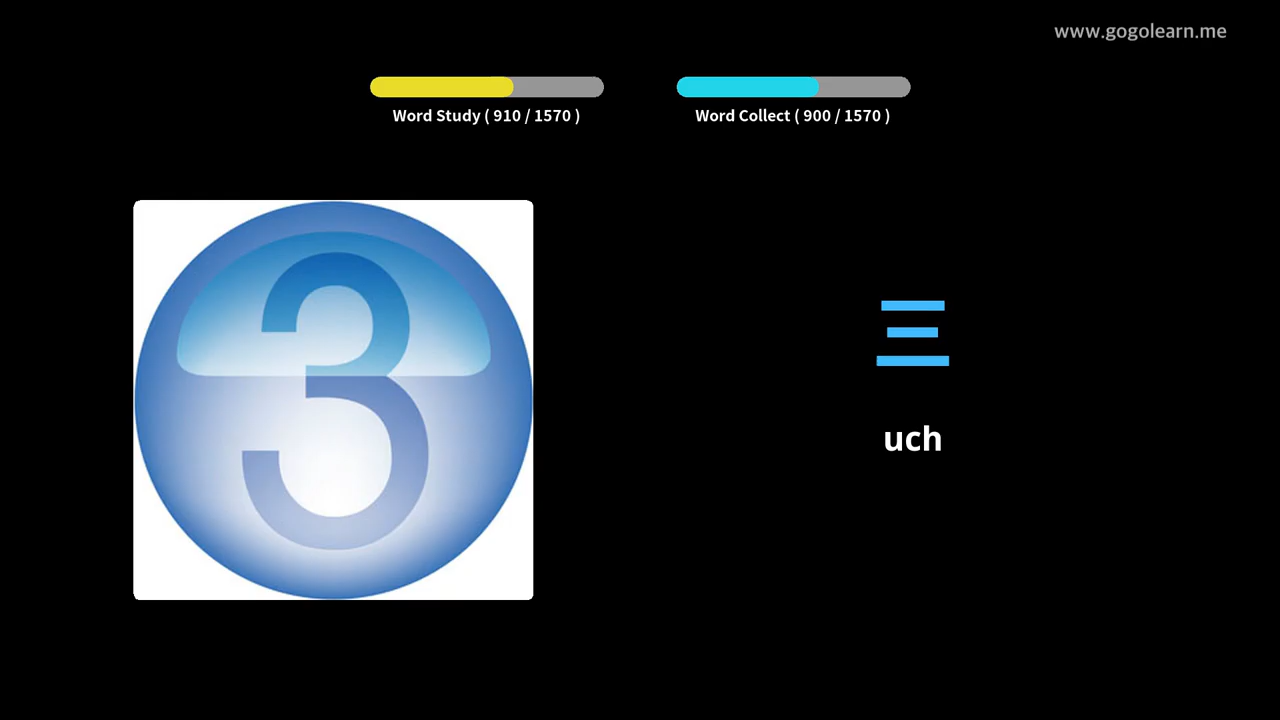 www.gogolearn.me
Word Study ( 910 / 1570 )
Word Collect ( 900 / 1570 )
3
三
uch